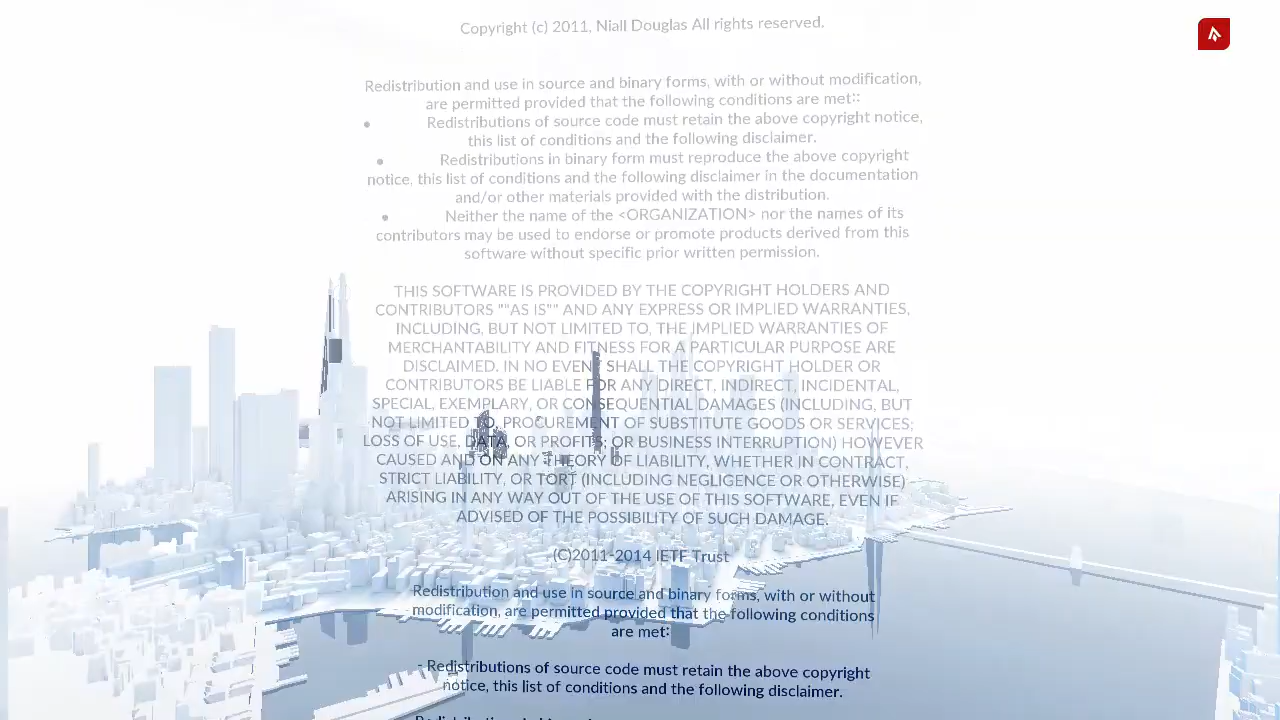 Copyright (c) 2011, Niall Douglas All rights reserved.
Redistribution and use in source and binary forms, with or without modification,
are permitted provided that the following conditions are met::
• Redistributions of source code must retain the above copyright notice,
this list of conditions and the following disclaimer.
• Redistributions in binary form must reproduce the above copyright
notice, this list of conditions and the following disclaimer in the documentation
and/or other materials provided with the distribution.
• Neither the name of the <ORGANIZATION> nor the names of its
contributors may be used to endorse or promote products derived from this
software without specific prior written permission.
THIS SOFTWARE IS PROVIDED BY THE COPYRIGHT HOLDERS AND
CONTRIBUTORS ""AS IS"" AND ANY EXPRESS OR IMPLIED WARRANTIES,
INCLUDING, BUT NOT LIMITED TO, THE IMPLIED WARRANTIES OF
MERCHANTABILITY AND FITNESS FOR A PARTICULAR PURPOSE ARE
DISCLAIMED. IN NO EVENT SHALL THE COPYRIGHT HOLDER OR
CONTRIBUTORS BE LIABLE FOR ANY DIRECT, INDIRECT, INCIDENTAL,
SPECIAL, EXEMPLARY, OR CONSEQUENTIAL DAMAGES (INCLUDING, BUT
NOT LIMITED TO, PROCUREMENT OF SUBSTITUTE GOODS OR SERVICES;
LOSS OF USE, DATA, OR PROFITS; OR BUSINESS INTERRUPTION) HOWEVER
CAUSED AND ON ANY THEORY OF LIABILITY, WHETHER IN CONTRACT,
STRICT LIABILITY, OR TORT (INCLUDING NEGLIGENCE OR OTHERWISE)
ARISING IN ANY WAY OUT OF THE USE OF THIS SOFTWARE, EVEN IF
ADVISED OF THE POSSIBILITY OF SUCH DAMAGE.
(C)2011-2014 IETF Trust
Redistribution and use in source and binary forms, with or without
modification, are permitted provided that the following conditions
are met:
- Redistributions of source code must retain the above copyright
notice, this list of conditions and the following disclaimer.